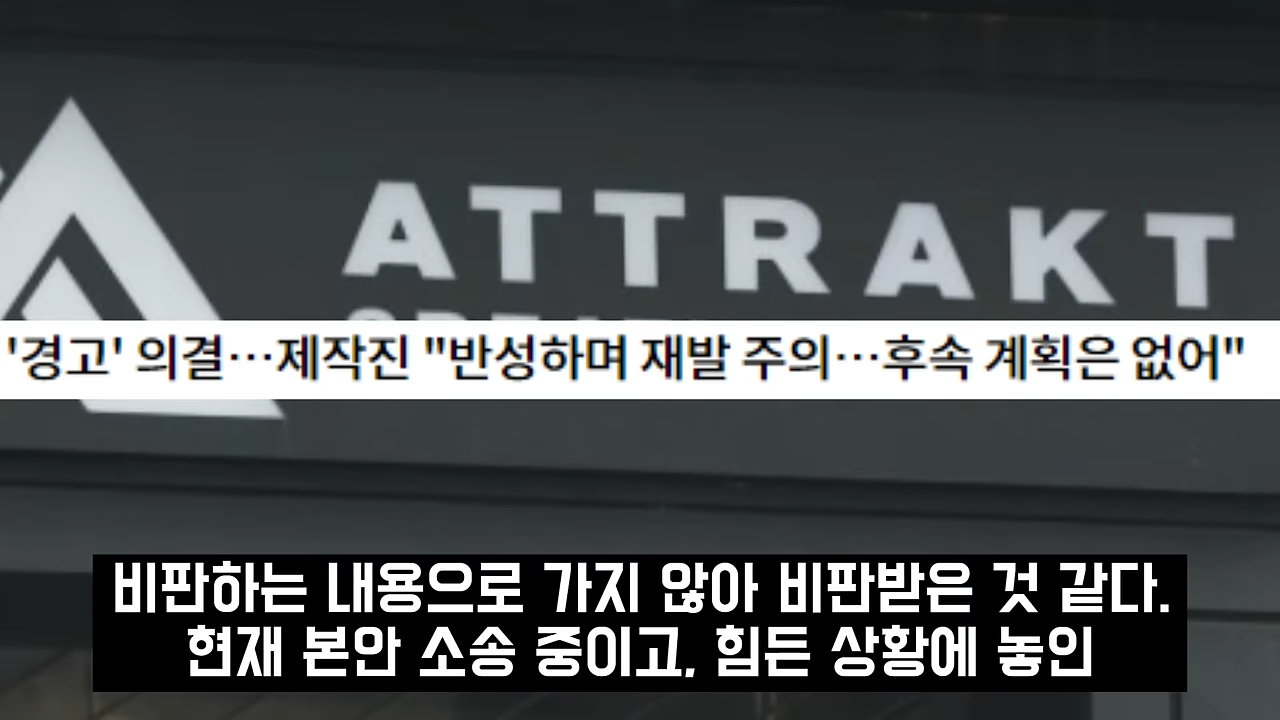 ATTRAKT
'경고' 의결…제작진 "반성하며 재발 주의…후속 계획은 없어"
비판하는 내용으로 가지 않아 비판받은 것 같다.
현재 본안 소송 중이고, 힘든 상황에 놓인